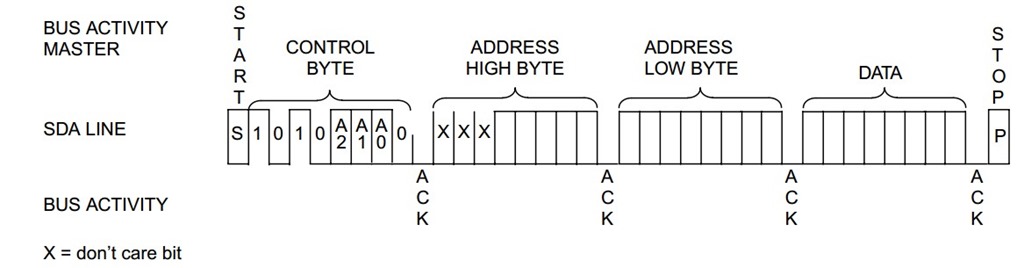 BUS ACTIVITY
MASTER
START
CONTROL
BYTE
ADDRESS
HIGH BYTE
ADDRESS
LOW BYTE
DATA
STOP
SDA LINE
S 1 0 1 0 A2 A1 A0 0 X X X P
BUS ACTIVITY
ACK ACK ACK ACK
X = don't care bit